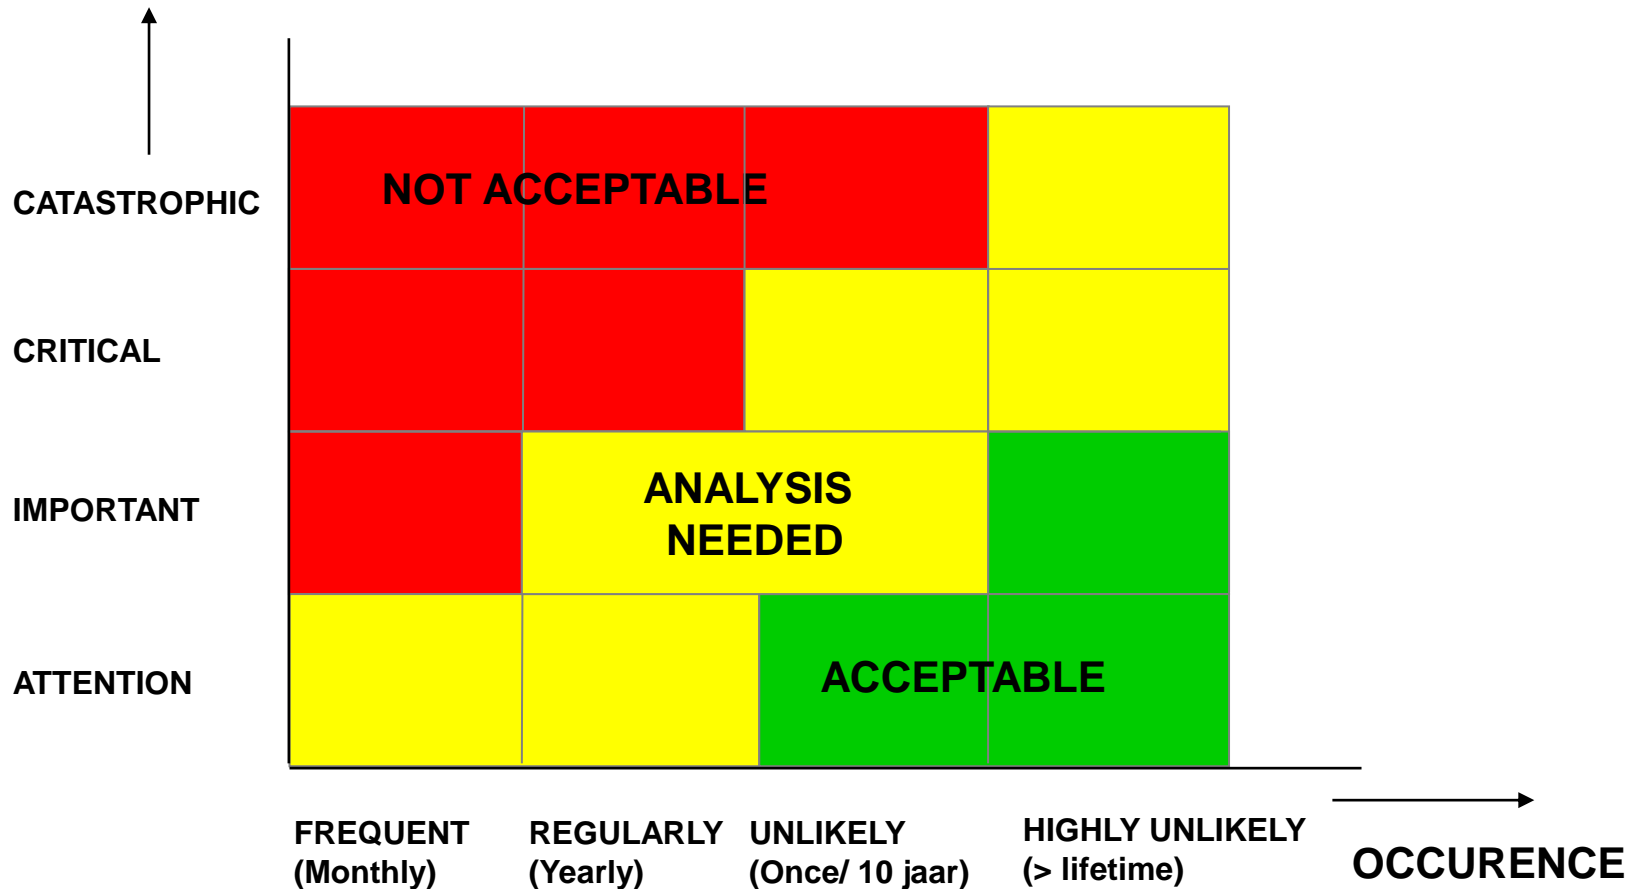 CATASTROPHIC
NOT ACCEPTABLE
CRITICAL
IMPORTANT
ANALYSIS
NEEDED
ATTENTION
ACCEPTABLE
FREQUENT
(Monthly)
REGULARLY
(Yearly)
UNLIKELY
(Once/ 10 jaar)
HIGHLY UNLIKELY
(> lifetime)
OCCURENCE